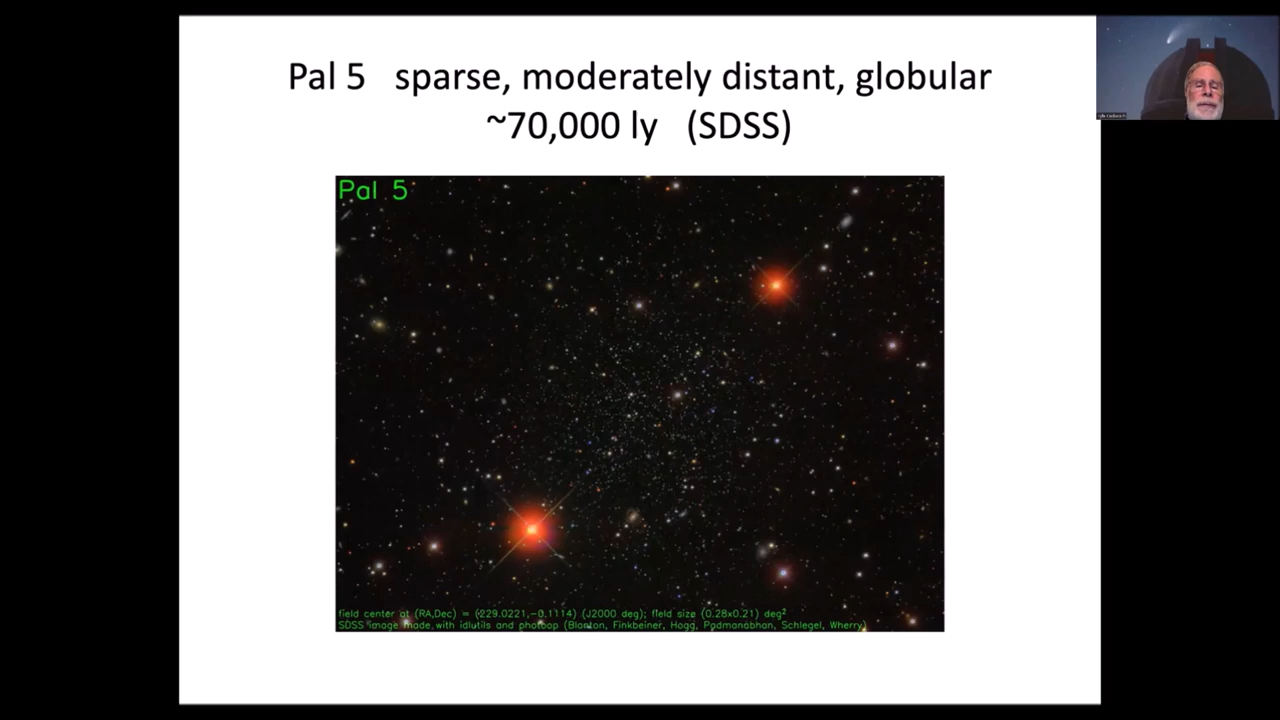 Pal 5 sparse, moderately distant, globular
~70,000 ly (SDSS)
Pal 5
field center at (RA,Dec) = (229.0221,-0.1114) (J2000 deg); field size (0.28x0.21) deg²
SDSS image made with idlutils and photoop (Blanton, Finkbeiner, Hogg, Padmanabhan, Schlegel, Wherry)